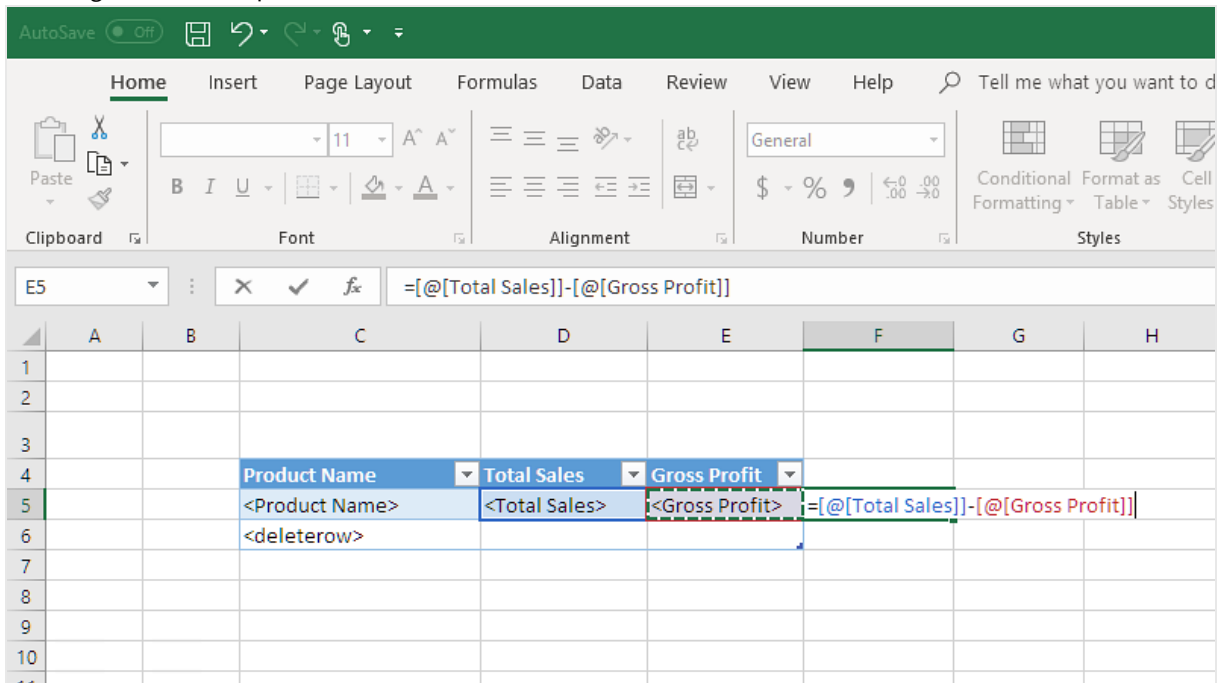 AutoSave Off
Home Insert Page Layout Formulas Data Review View Help Tell me what you want to d
11 A A ab General
Paste B I U A $ % Conditional Format as Cell
Formatting Table Styles
Clipboard Font Alignment Number Styles
E5 fx =[@[Total Sales]]-[@[Gross Profit]]
A B C D E F G H
1
2
3
4 Product Name Total Sales Gross Profit
5 <Product Name> <Total Sales> <Gross Profit> =[@[Total Sales]]-[@[Gross Profit]]
6 <deleterow>
7
8
9
10